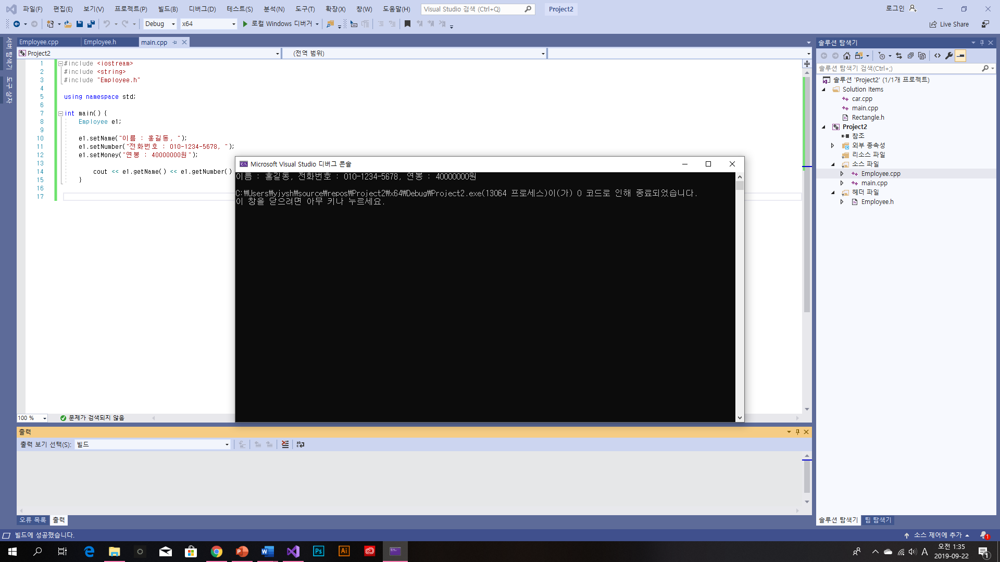 파일(F) 편집(E) 보기(V) 프로젝트(P) 빌드(B) 디버그(D) 테스트(S) 분석(N) 도구(T) 확장(X) 창(W) 도움말(H) Visual Studio 검색 (Ctrl+Q) Project2 로그인
Debug x64 로컬 Windows 디버거 Live Share
서버 탐색기
도구 상자
Employee.cpp Employee.h main.cpp
Project2 (전역 범위)
1 #include <iostream>
2 #include <string>
3 #include "Employee.h"
4
5 using namespace std;
6
7 int main() {
8 Employee e1;
9
10 e1.setName("이름 : 홍길동, ");
11 e1.setNumber("전화번호 : 010-1234-5678, ");
12 e1.setMoney("연봉 : 40000000원");
13
14 cout << e1.getName() << e1.getNumber()
15 }
16
17
Microsoft Visual Studio 디버그 콘솔
이름 : 홍길동, 전화번호 : 010-1234-5678, 연봉 : 40000000원
C:₩Users₩yjysh₩source₩repos₩Project2₩x64₩Debug₩Project2.exe(13064 프로세스)이(가) 0 코드로 인해 종료되었습니다.
이 창을 닫으려면 아무 키나 누르세요.
100 % 문제가 검색되지 않음
출력
출력 보기 선택(S): 빌드
오류 목록 출력
솔루션 탐색기
솔루션 탐색기 검색(Ctrl+;)
솔루션 'Project2' (1/1개 프로젝트)
Solution Items
car.cpp
main.cpp
Rectangle.h
Project2
참조
외부 종속성
리소스 파일
소스 파일
Employee.cpp
main.cpp
헤더 파일
Employee.h
솔루션 탐색기 팀 탐색기
빌드에 성공했습니다. 소스 제어에 추가 1
Ps Ai A 오전 1:35
2019-09-22 1